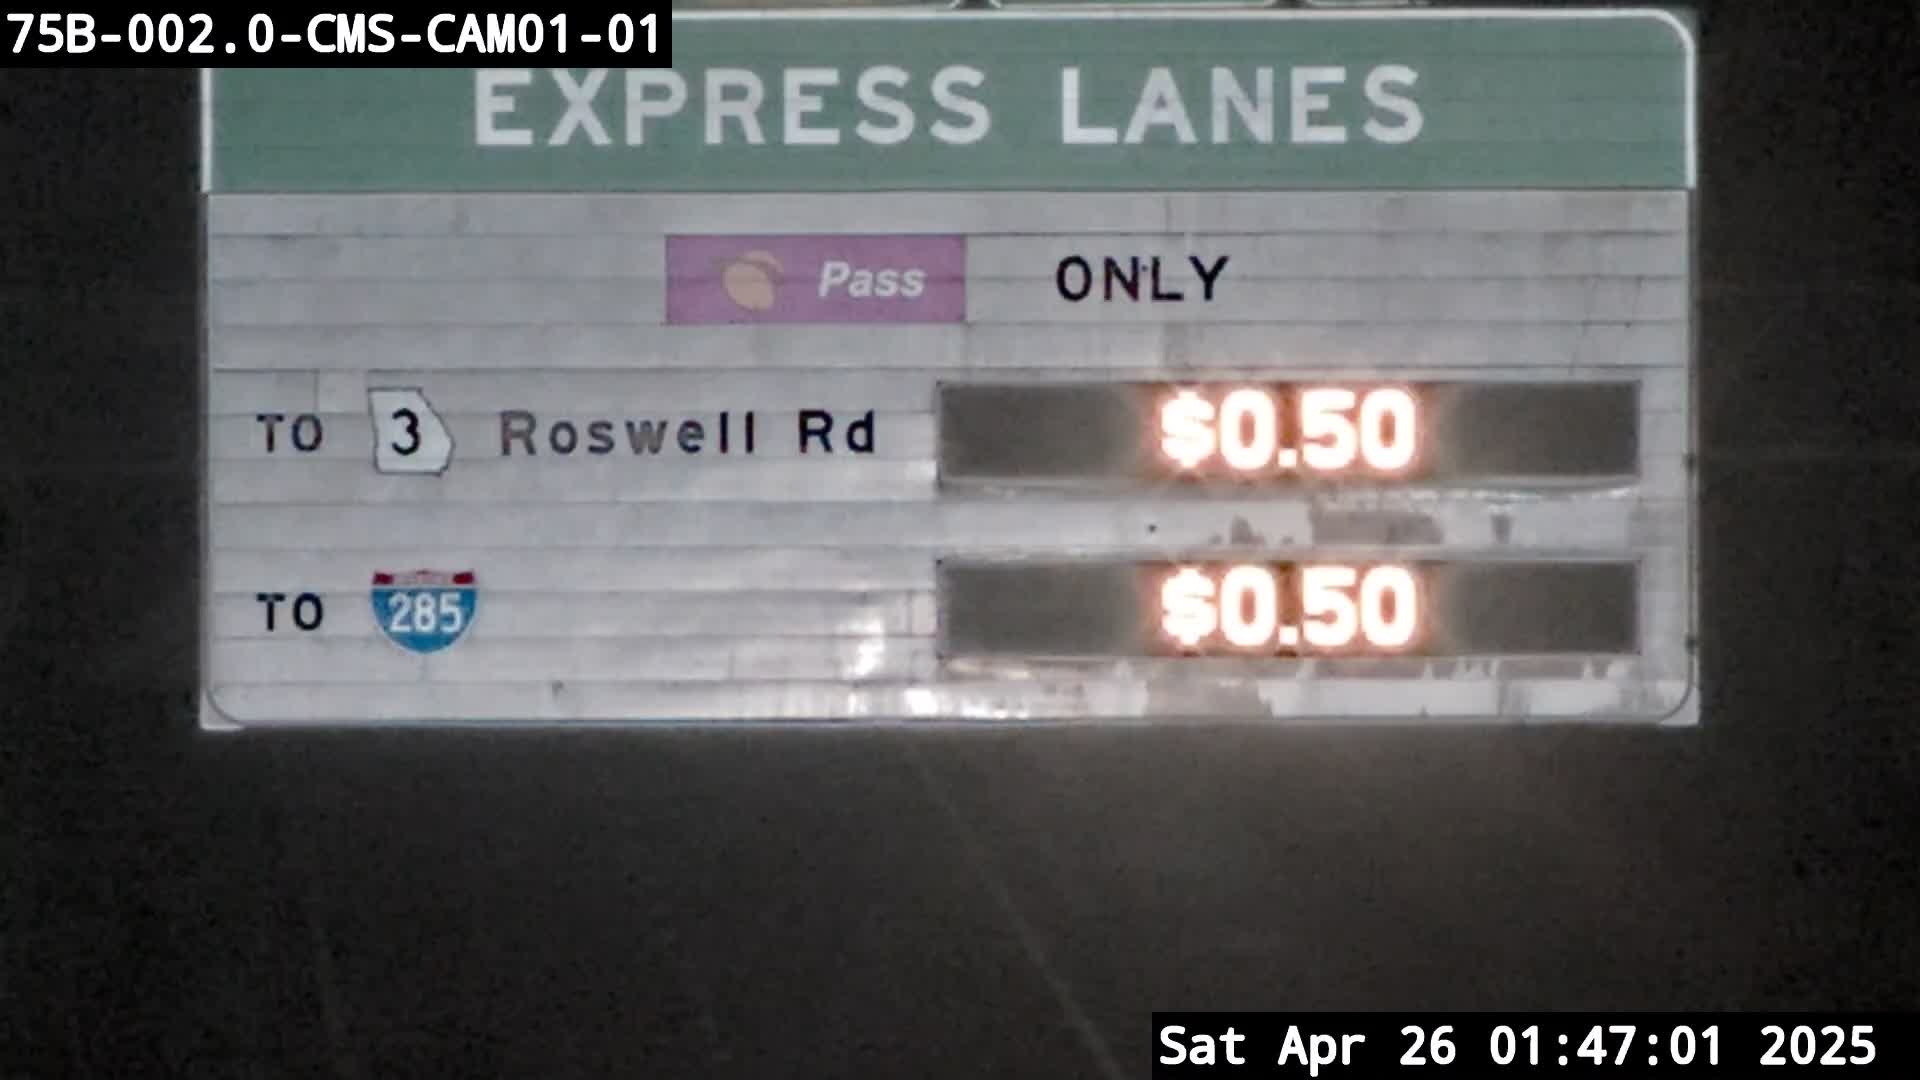 75B-002.0-CMS-CAM01-01
EXPRESS LANES
Pass ONLY
TO 3 Roswell Rd $0.50
TO 285 $0.50
Sat Apr 26 01:47:01 2025